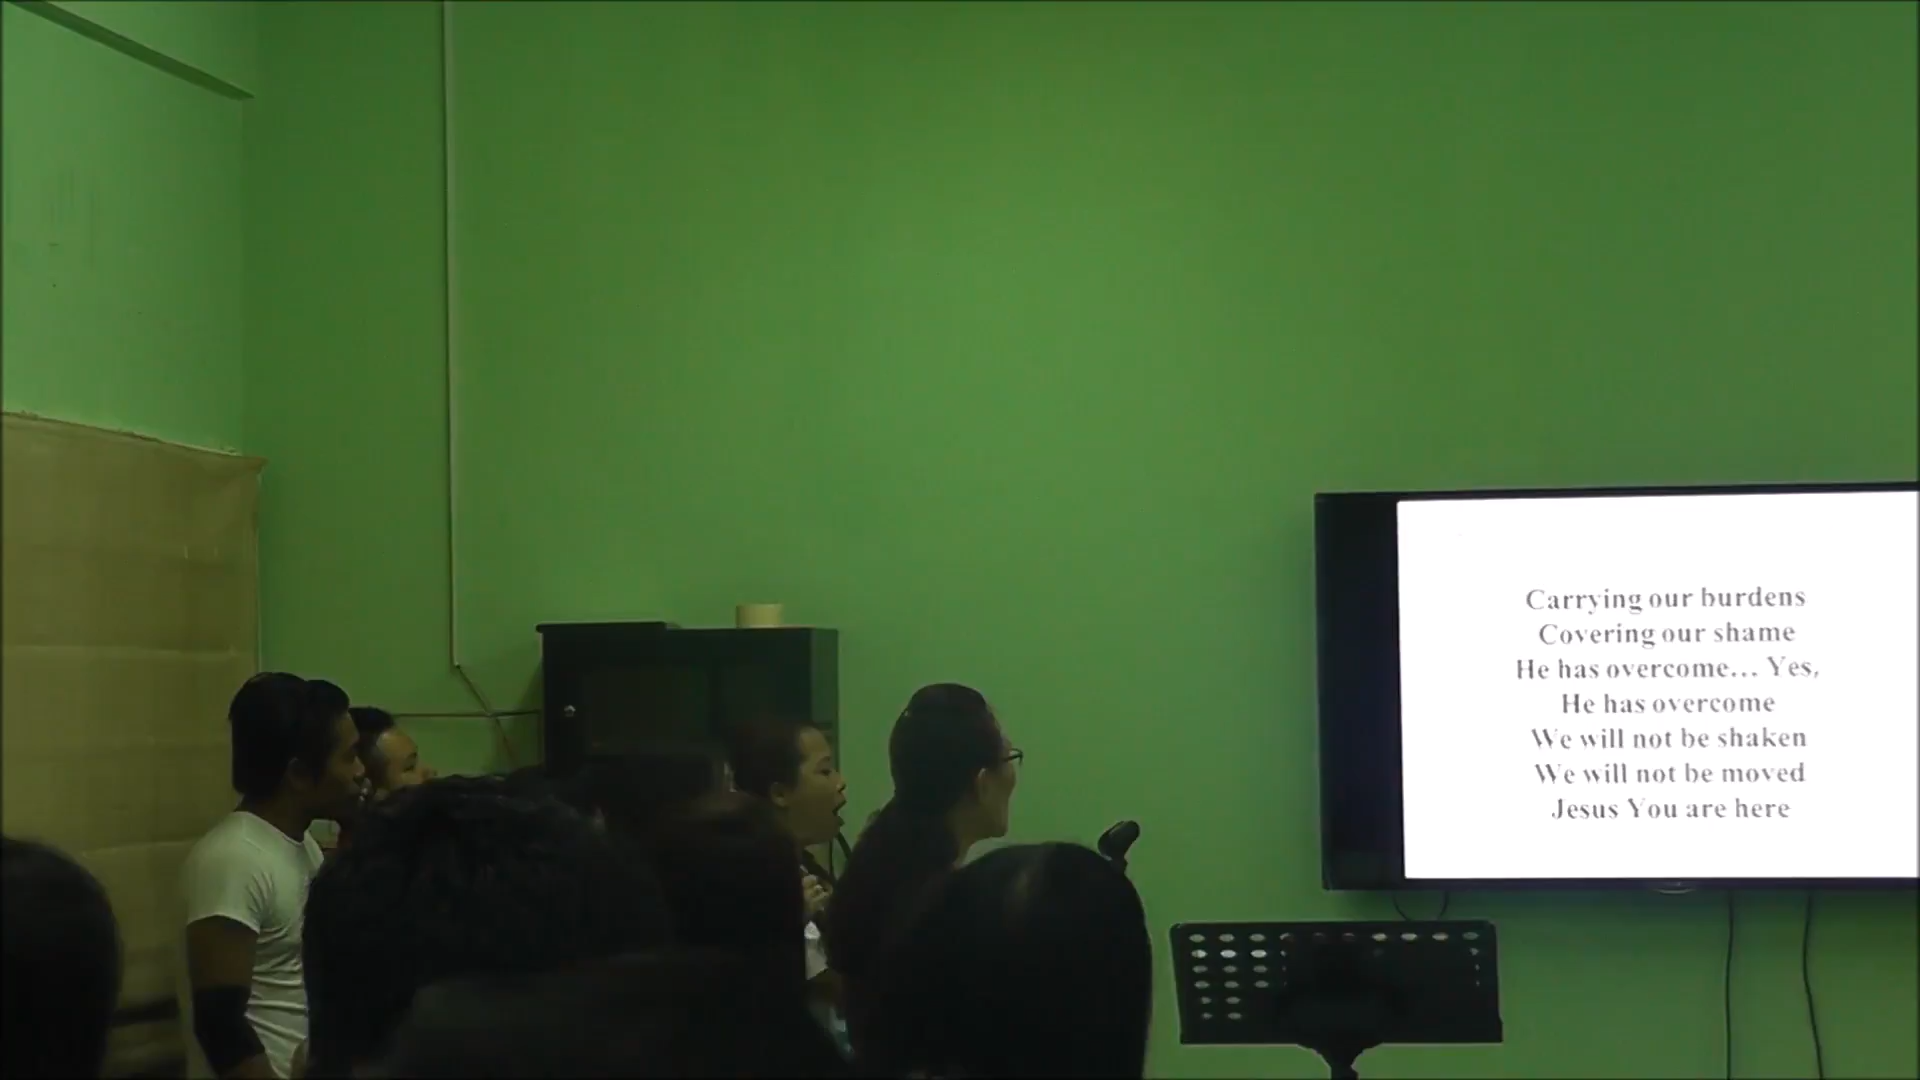 Carrying our burdens
Covering our shame
He has overcome... Yes,
He has overcome
We will not be shaken
We will not be moved
Jesus You are here